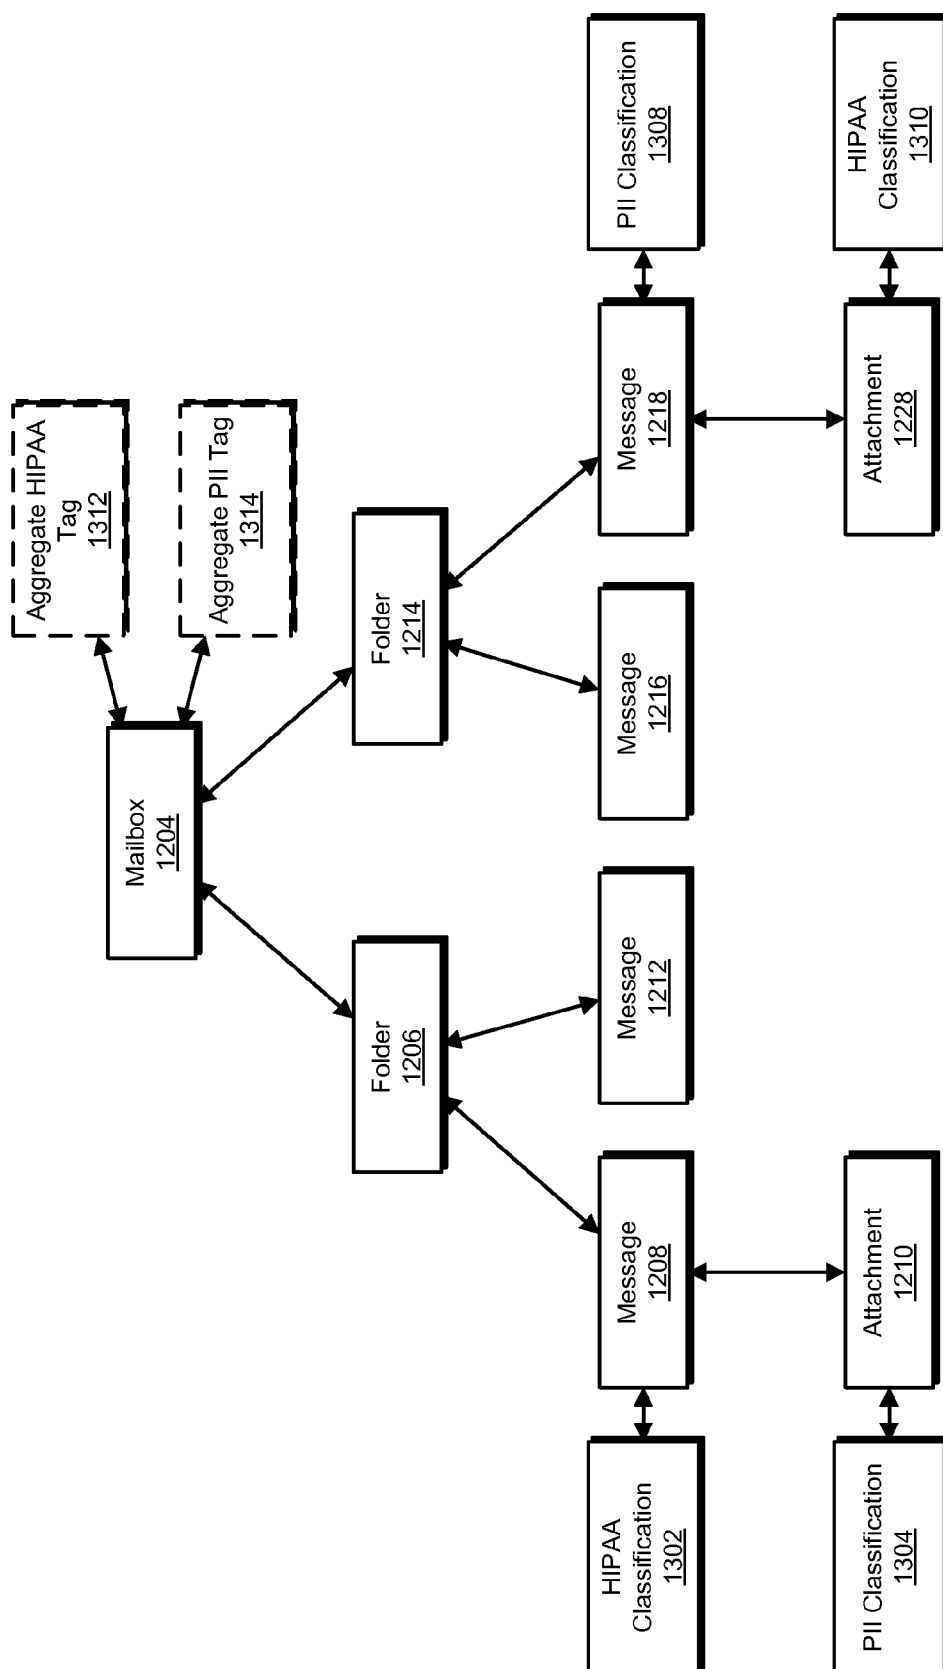 Aggregate HIPAA
Tag
1312
Aggregate PII Tag
1314
Mailbox
1204
Folder
1206
Folder
1214
HIPAA
Classification
1302
Message
1208
Message
1212
Message
1216
Message
1218
PII Classification
1308
PII Classification
1304
Attachment
1210
Attachment
1228
HIPAA
Classification
1310